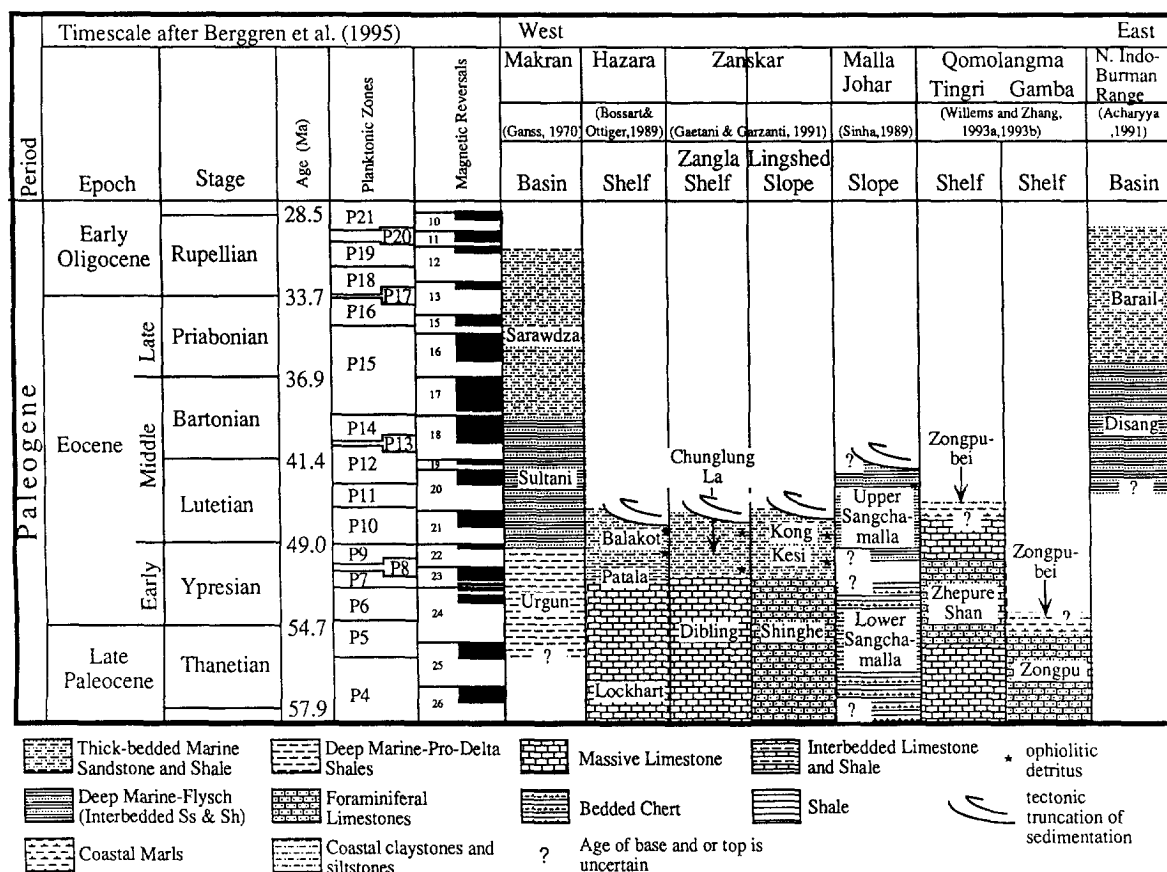 Timescale after Berggren et al. (1995)
West
East
Makran
Hazara
Zanskar
Malla
Johar
Qomolangma
Tingri
Gamba
N. Indo-
Burman
Range
(Ganss, 1970)
(Bossart&
Ottiger,1989)
(Gaetani & Garzanti, 1991)
(Sinha,1989)
(Willems and Zhang,
1993a,1993b)
(Acharyya
,1991)
Period
Epoch
Stage
Age (Ma)
Planktonic Zones
Magnetic Reversals
Basin
Shelf
Zangla
Shelf
Lingshed
Slope
Slope
Shelf
Shelf
Basin
Paleogene
Early
Oligocene
Eocene
Late
Middle
Early
Late
Paleocene
Rupellian
Priabonian
Bartonian
Lutetian
Ypresian
Thanetian
28.5
33.7
36.9
41.4
49.0
54.7
57.9
P21
P20
P19
P18
P17
P16
P15
P14
P13
P12
P11
P10
P9
P8
P7
P6
P5
P4
10
11
12
13
15
16
17
18
19
20
21
22
23
24
25
26
Sarawdza
Sultani
Urgun
?
Balakot
Patala
Lockhart
Chunglung
La
Dibling
Kong
Kesi
Shinghe
?
Upper
Sangcha-
malla
?
?
Lower
Sangcha-
malla
?
Zongpu-
bei
?
Zhepure
Shan
Zongpu-
bei
?
Zongpu
Barail
Disang
?
Thick-bedded Marine
Sandstone and Shale
Deep Marine-Pro-Delta
Shales
Massive Limestone
Interbedded Limestone
and Shale
ophiolitic
detritus
Deep Marine-Flysch
(Interbedded Ss & Sh)
Foraminiferal
Limestones
Bedded Chert
Shale
tectonic
truncation of
sedimentation
Coastal Marls
Coastal claystones and
siltstones
?
Age of base and or top is
uncertain